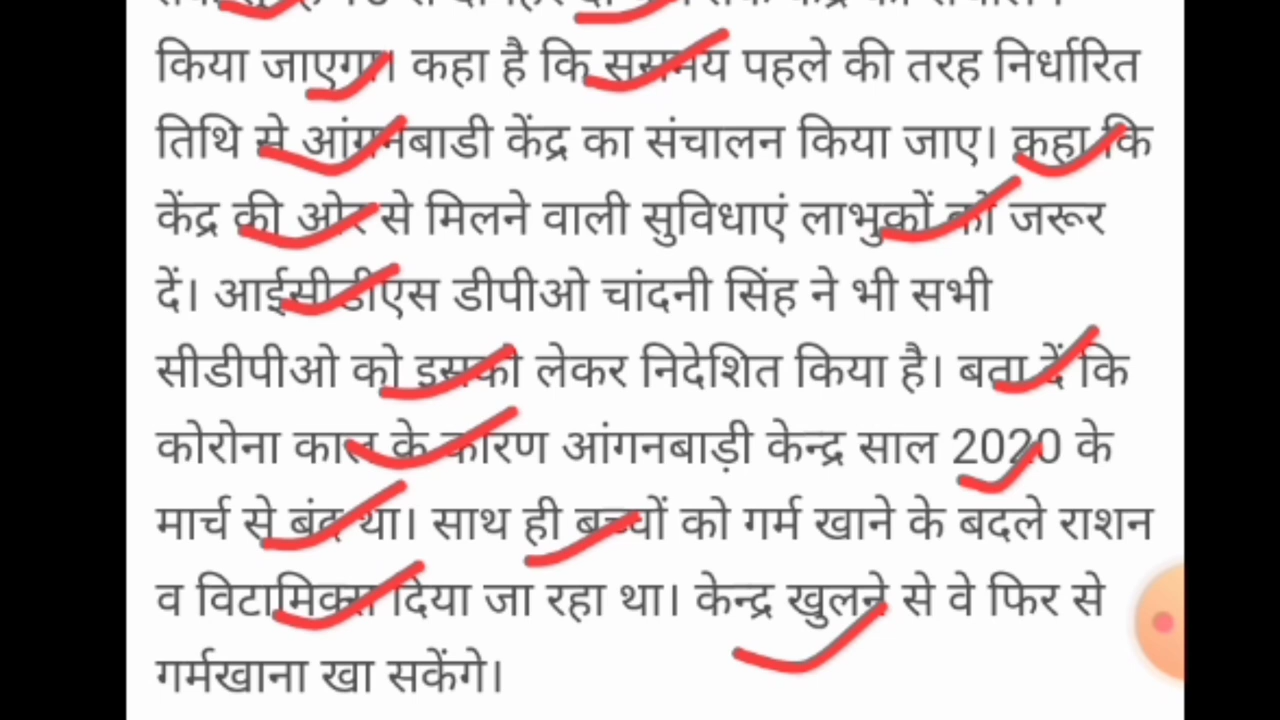 किया जाएगा। कहा है कि ससमय पहले की तरह निर्धारित
तिथि से आंगनबाडी केंद्र का संचालन किया जाए। कहा कि
केंद्र की ओर से मिलने वाली सुविधाएं लाभुकों को जरूर
दें। आईसीडीएस डीपीओ चांदनी सिंह ने भी सभी
सीडीपीओ को इसको लेकर निदेशित किया है। बता दें कि
कोरोना काल के कारण आंगनबाड़ी केन्द्र साल 2020 के
मार्च से बंद था। साथ ही बच्चों को गर्म खाने के बदले राशन
व विटामिक्स दिया जा रहा था। केन्द्र खुलने से वे फिर से
गर्मखाना खा सकेंगे।